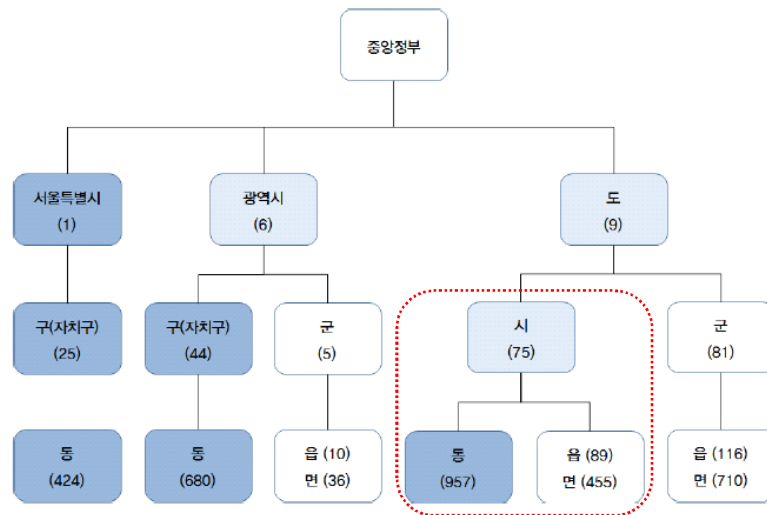 중앙정부
서울특별시
(1)
광역시
(6)
도
(9)
구(자치구)
(25)
구(자치구)
(44)
군
(5)
시
(75)
군
(81)
동
(424)
동
(680)
읍 (10)
면 (36)
동
(957)
읍 (89)
면 (455)
읍 (116)
면 (710)